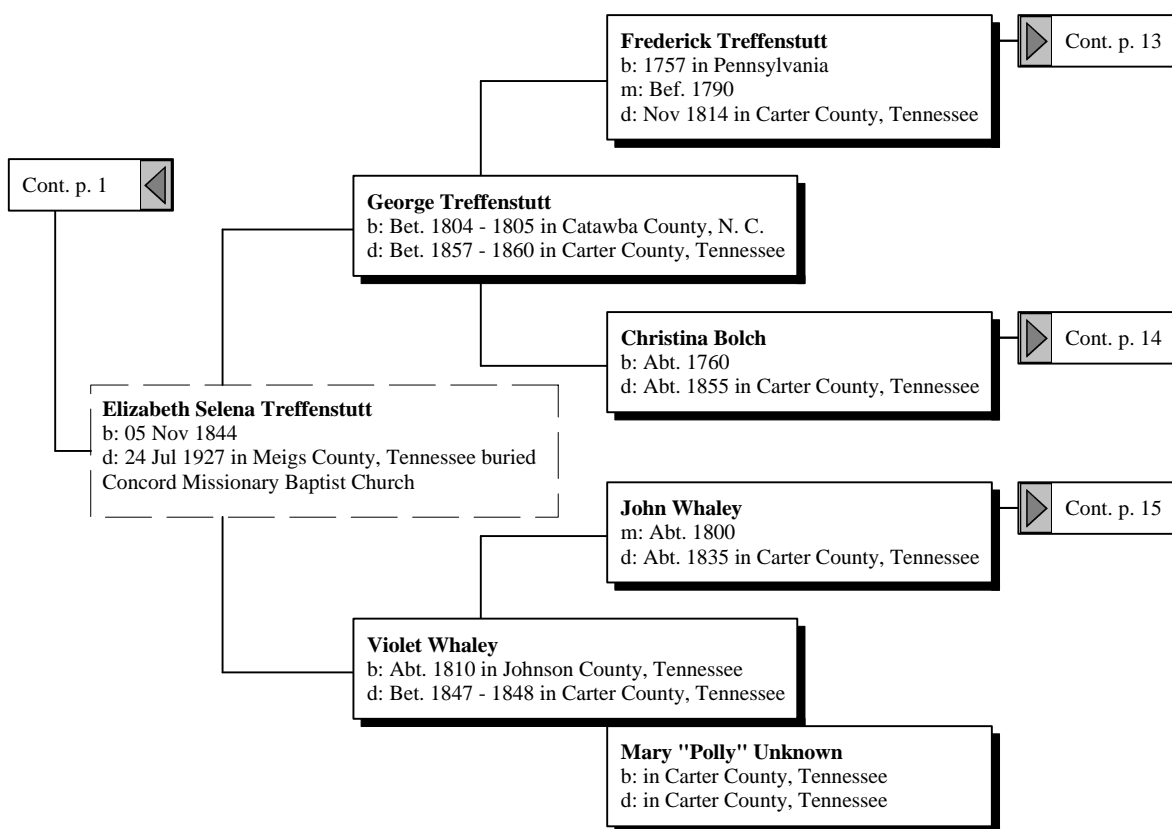 Frederick Treffenstutt
b: 1757 in Pennsylvania
m: Bef. 1790
d: Nov 1814 in Carter County, Tennessee
Cont. p. 13
Cont. p. 1
George Treffenstutt
b: Bet. 1804 - 1805 in Catawba County, N. C.
d: Bet. 1857 - 1860 in Carter County, Tennessee
Christina Bolch
b: Abt. 1760
d: Abt. 1855 in Carter County, Tennessee
Cont. p. 14
Elizabeth Selena Treffenstutt
b: 05 Nov 1844
d: 24 Jul 1927 in Meigs County, Tennessee buried
Concord Missionary Baptist Church
John Whaley
m: Abt. 1800
d: Abt. 1835 in Carter County, Tennessee
Cont. p. 15
Violet Whaley
b: Abt. 1810 in Johnson County, Tennessee
d: Bet. 1847 - 1848 in Carter County, Tennessee
Mary "Polly" Unknown
b: in Carter County, Tennessee
d: in Carter County, Tennessee